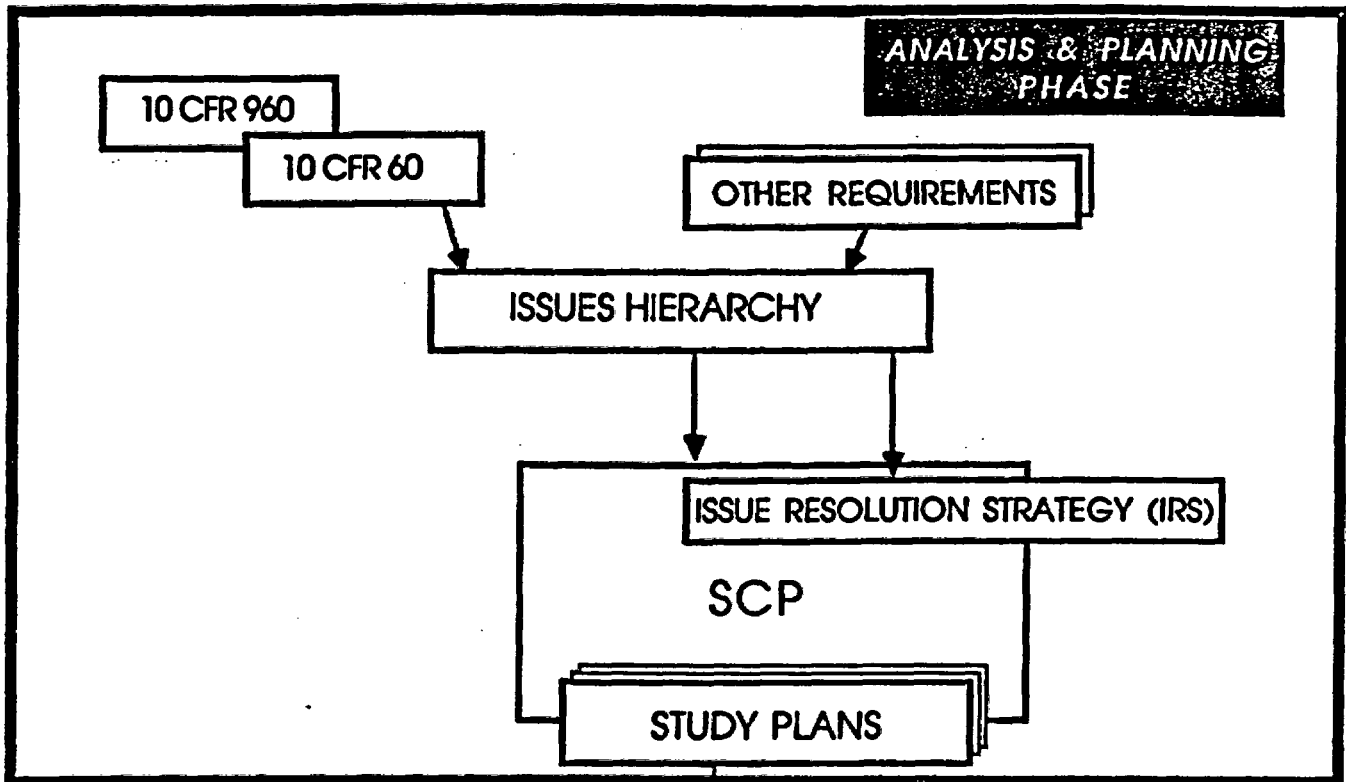 ANALYSIS & PLANNING
PHASE
10 CFR 960
10 CFR 60
OTHER REQUIREMENTS
ISSUES HIERARCHY
ISSUE RESOLUTION STRATEGY (IRS)
SCP
STUDY PLANS